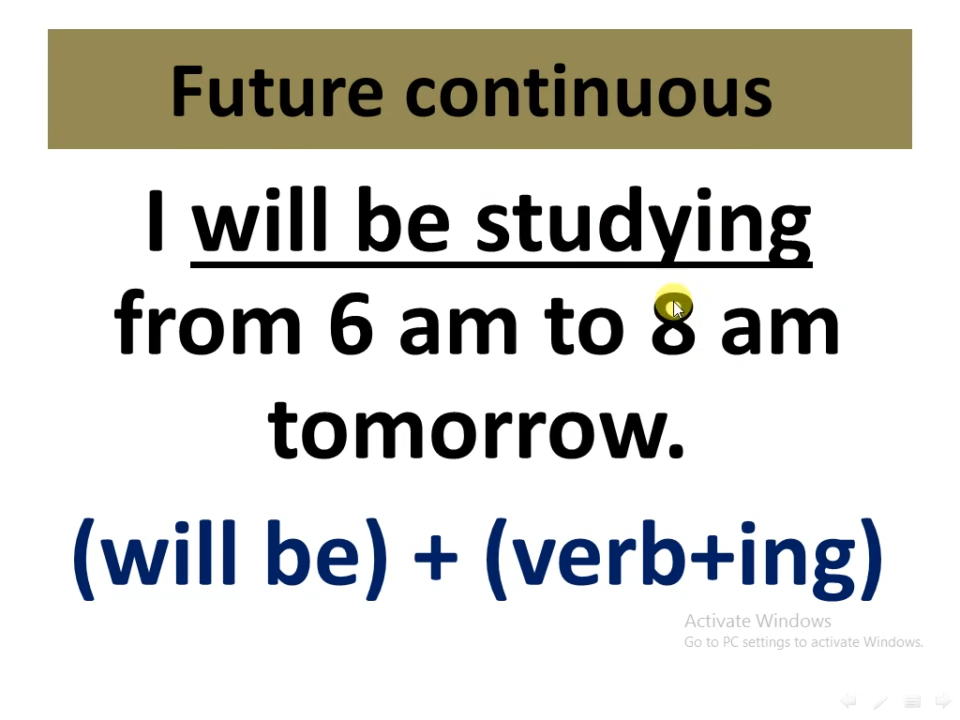 Future continuous
I will be studying
from 6 am to 8 am
tomorrow.
(will be) + (verb+ing)
Activate Windows
Go to PC settings to activate Windows.